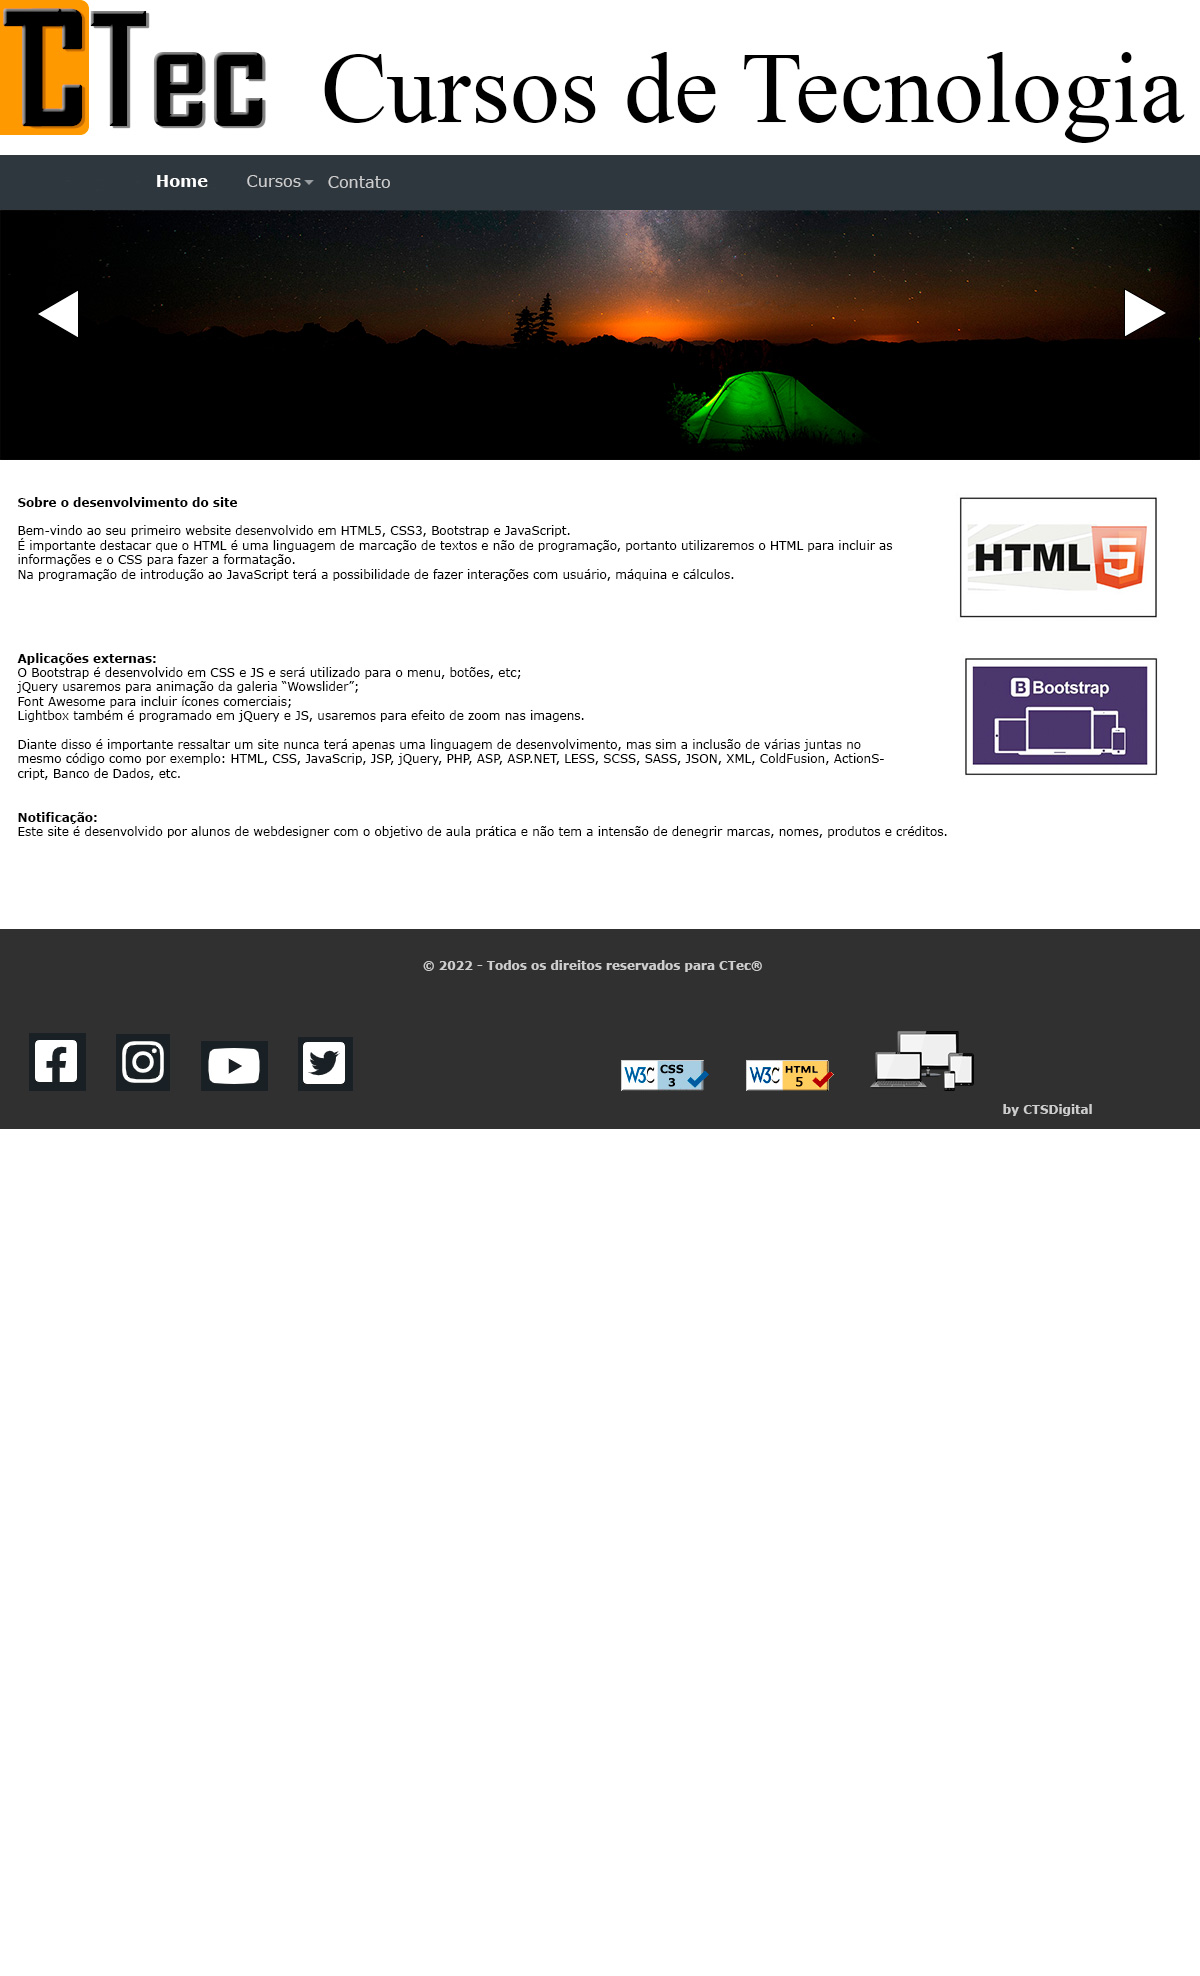 CTec Cursos de Tecnologia
Home Cursos Contato
Sobre o desenvolvimento do site
Bem-vindo ao seu primeiro website desenvolvido em HTML5, CSS3, Bootstrap e JavaScript.
É importante destacar que o HTML é uma linguagem de marcação de textos e não de programação, portanto utilizaremos o HTML para incluir as
informações e o CSS para fazer a formatação.
Na programação de introdução ao JavaScript terá a possibilidade de fazer interações com usuário, máquina e cálculos.
HTML 5
Aplicações externas:
O Bootstrap é desenvolvido em CSS e JS e será utilizado para o menu, botões, etc;
jQuery usaremos para animação da galeria “Wowslider”;
Font Awesome para incluir ícones comerciais;
Lightbox também é programado em jQuery e JS, usaremos para efeito de zoom nas imagens.
B Bootstrap
Diante disso é importante ressaltar um site nunca terá apenas uma linguagem de desenvolvimento, mas sim a inclusão de várias juntas no
mesmo código como por exemplo: HTML, CSS, JavaScrip, JSP, jQuery, PHP, ASP, ASP.NET, LESS, SCSS, SASS, JSON, XML, ColdFusion, ActionS-
cript, Banco de Dados, etc.
Notificação:
Este site é desenvolvido por alunos de webdesigner com o objetivo de aula prática e não tem a intensão de denegrir marcas, nomes, produtos e créditos.
© 2022 - Todos os direitos reservados para CTec®
W3C CSS 3
W3C HTML 5
by CTSDigital